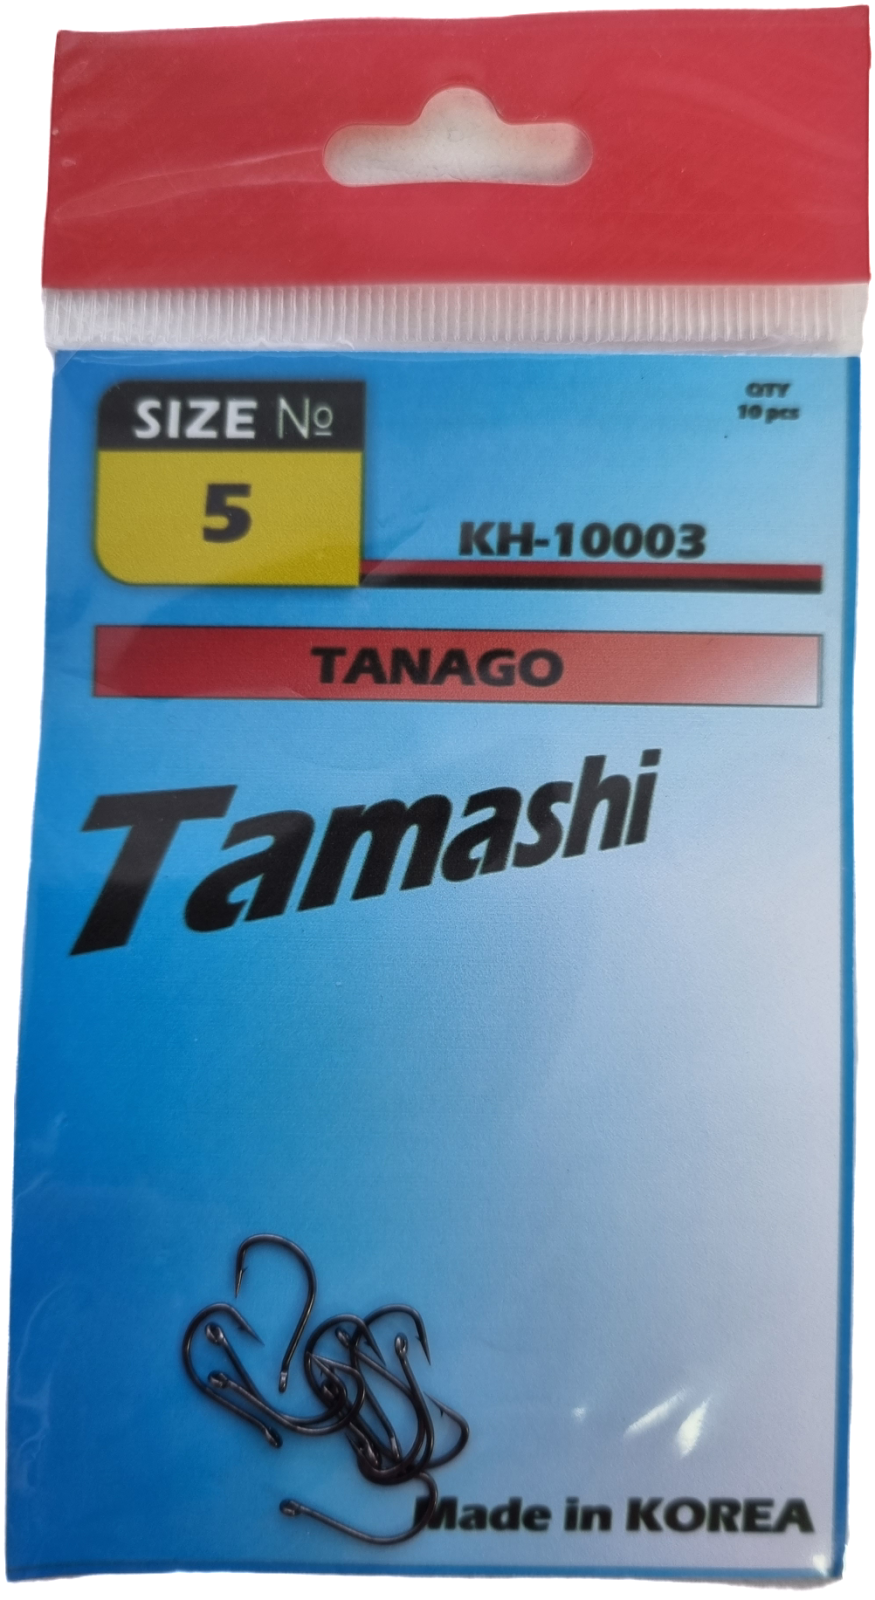 SIZE №
5
QTY
10 pcs
KH-10003
TANAGO
Tamashi
Made in KOREA